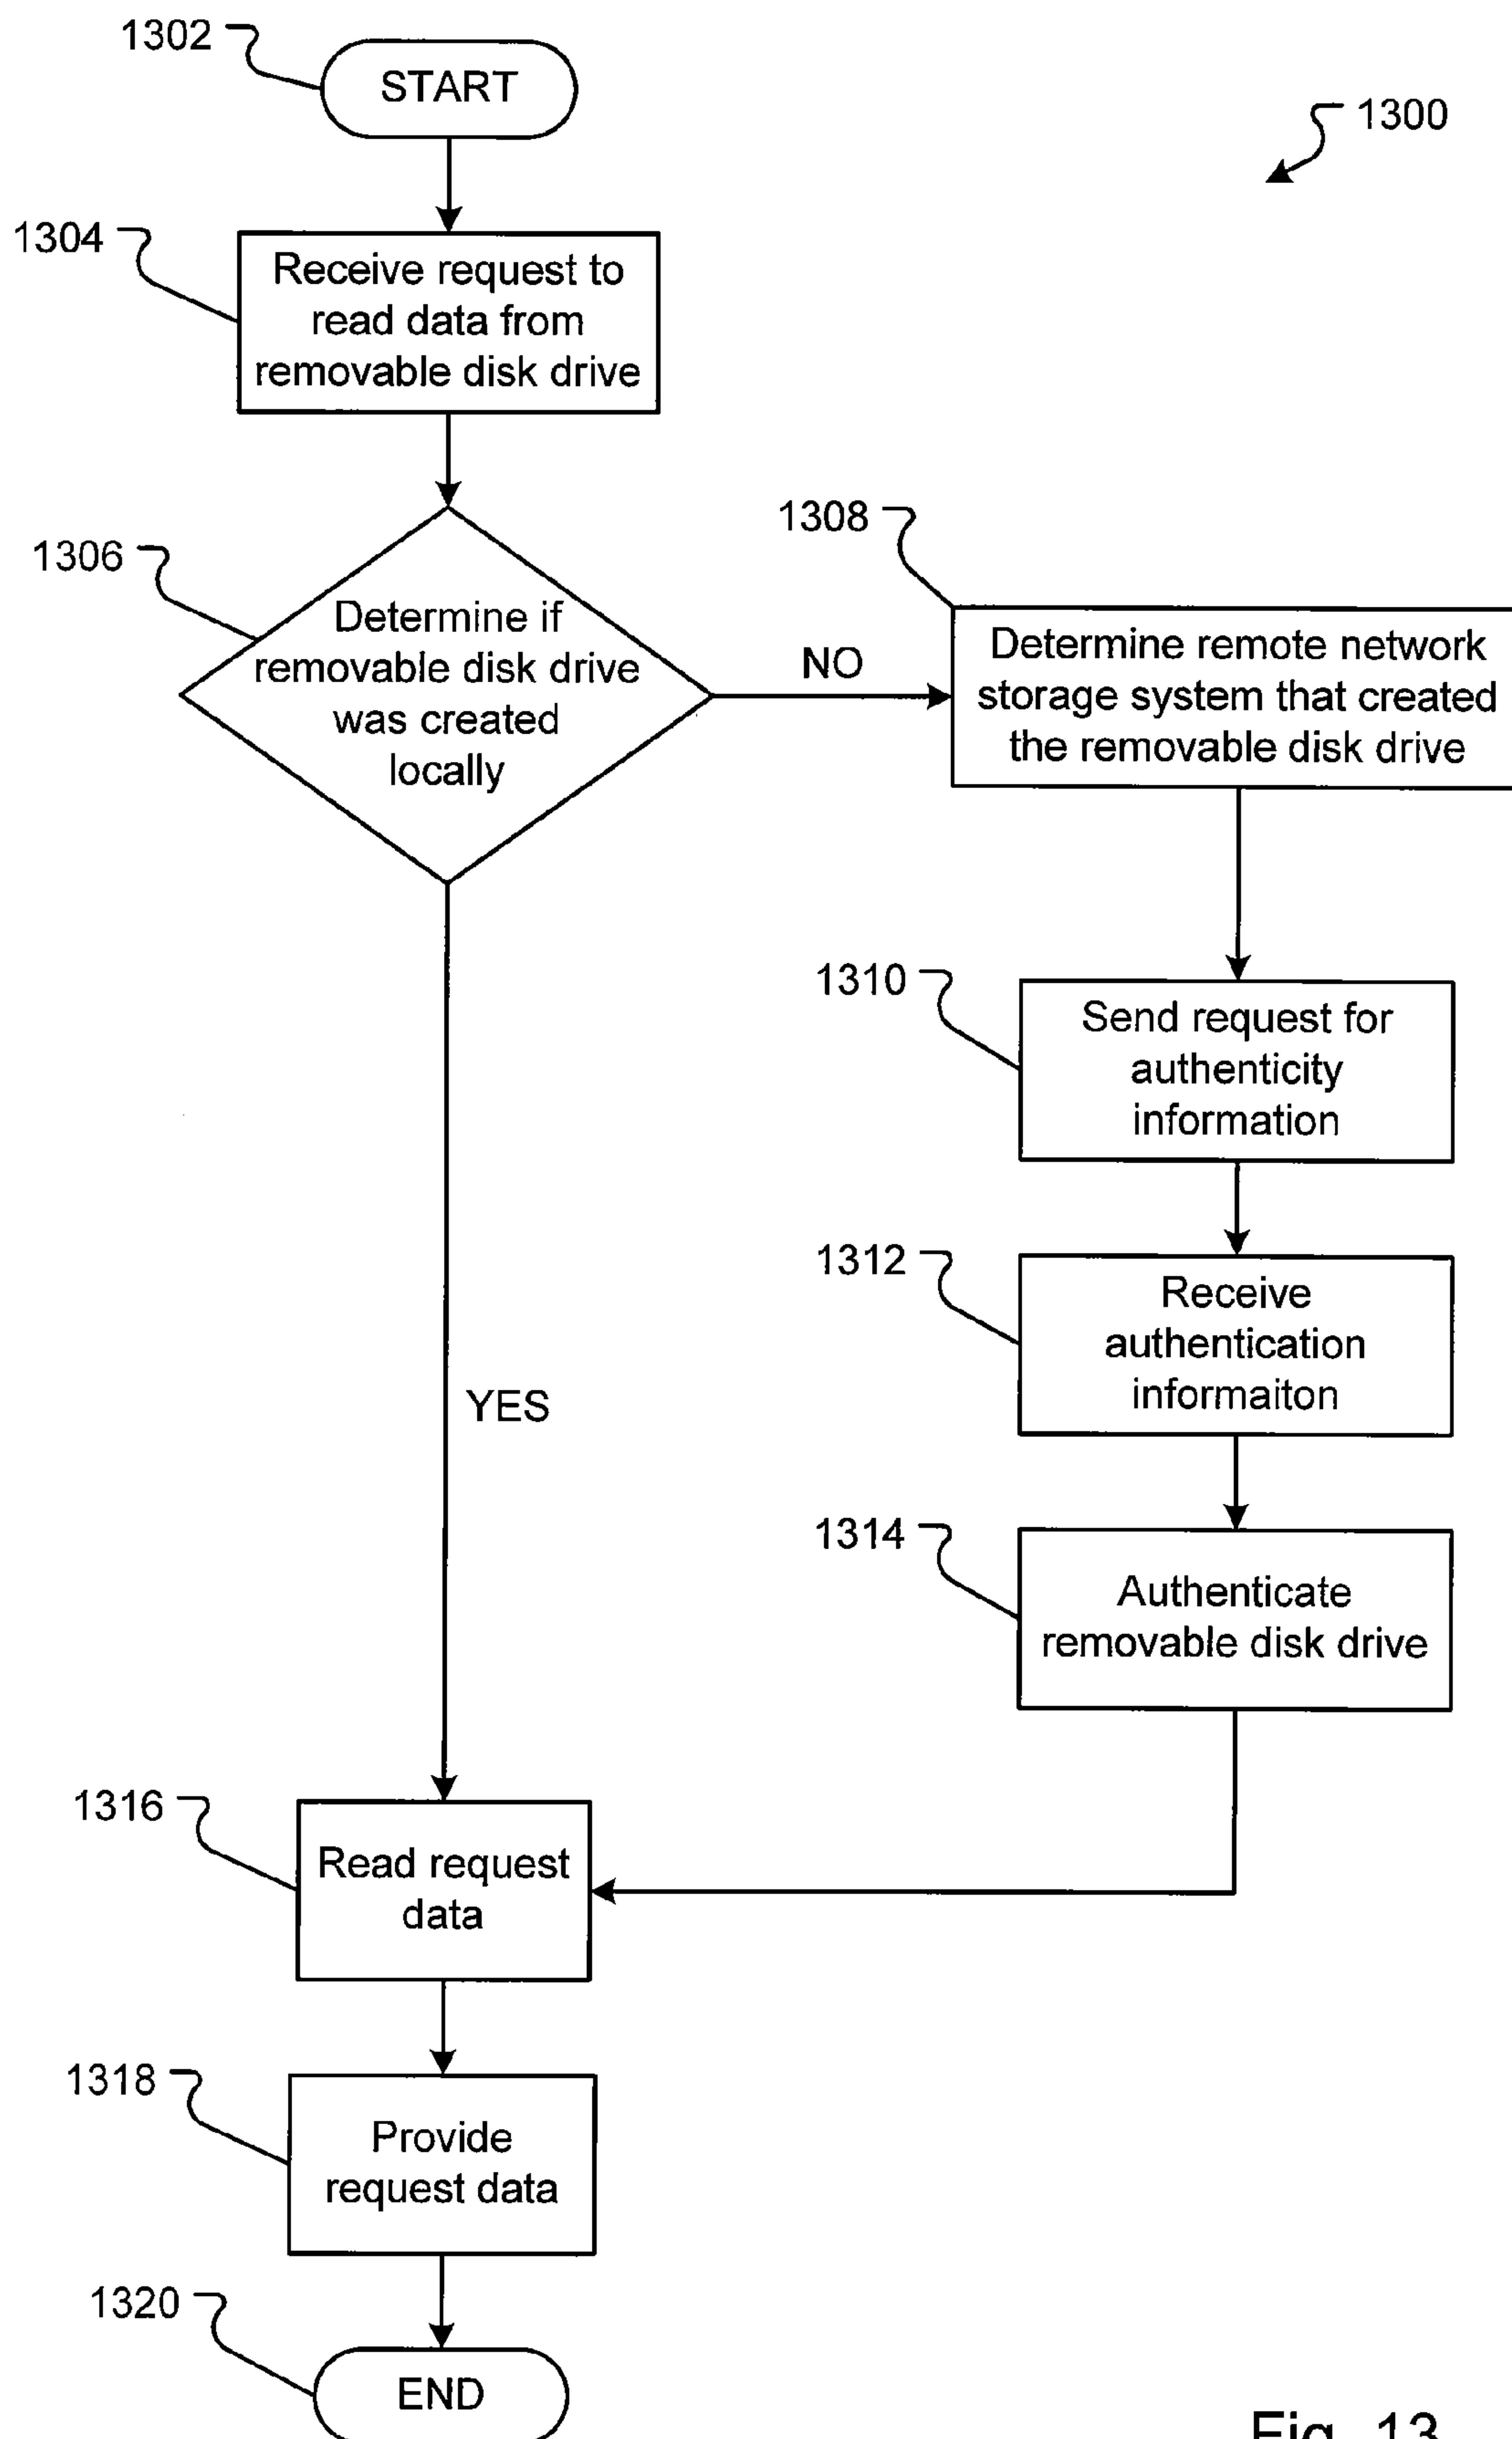 1302
START
1300
1304
Receive request to
read data from
removable disk drive
1306
Determine if
removable disk drive
was created
locally
NO
1308
Determine remote network
storage system that created
the removable disk drive
1310
Send request for
authenticity
information
1312
Receive
authentication
informaiton
YES
1314
Authenticate
removable disk drive
1316
Read request
data
1318
Provide
request data
1320
END
Fig. 13